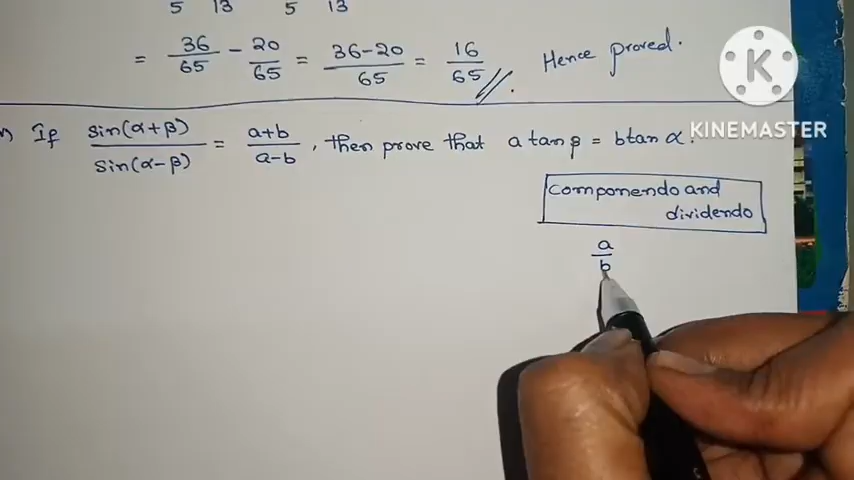 5 13 5 13
= 36/65 - 20/65 = 36-20/65 = 16/65 // . Hence proved.
) If sin(α+β)/sin(α-β) = a+b/a-b , then prove that a tan β = b tan α .
componendo and
dividendo
a/b
K
KINEMASTER